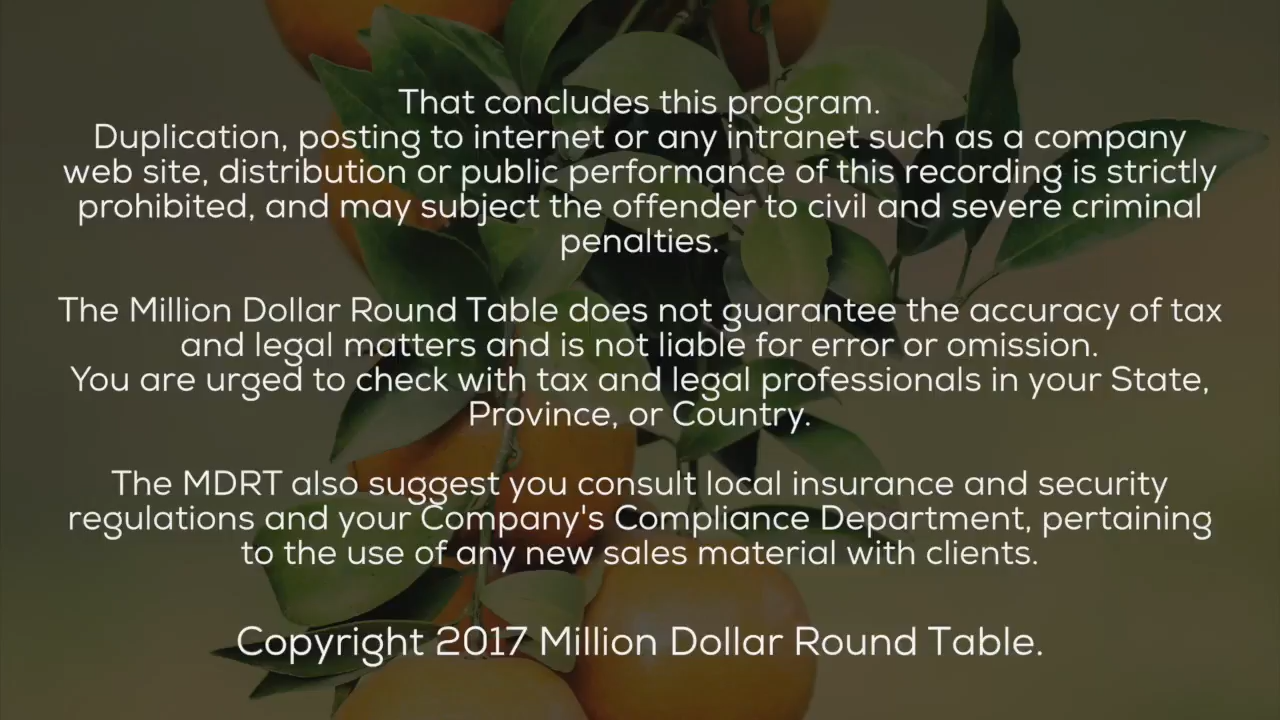 That concludes this program.
Duplication, posting to internet or any intranet such as a company
web site, distribution or public performance of this recording is strictly
prohibited, and may subject the offender to civil and severe criminal
penalties.
The Million Dollar Round Table does not guarantee the accuracy of tax
and legal matters and is not liable for error or omission.
You are urged to check with tax and legal professionals in your State,
Province, or Country.
The MDRT also suggest you consult local insurance and security
regulations and your Company's Compliance Department, pertaining
to the use of any new sales material with clients.
Copyright 2017 Million Dollar Round Table.